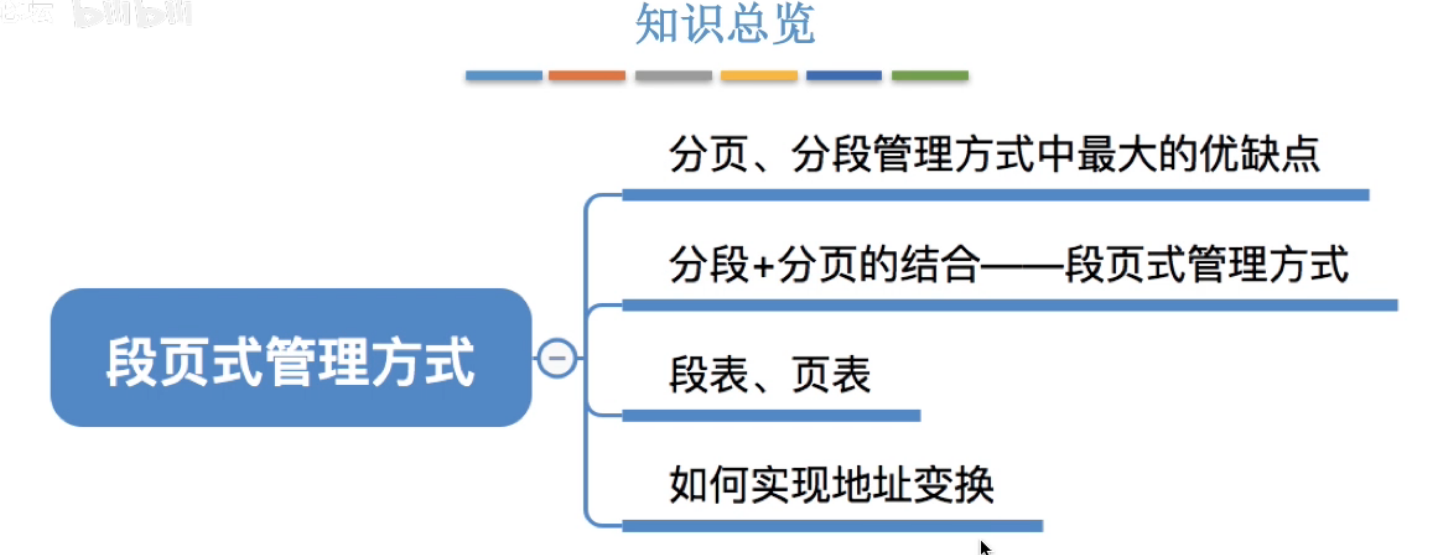 bilibili
知识总览
分页、分段管理方式中最大的优缺点
分段+分页的结合——段页式管理方式
段页式管理方式
段表、页表
如何实现地址变换